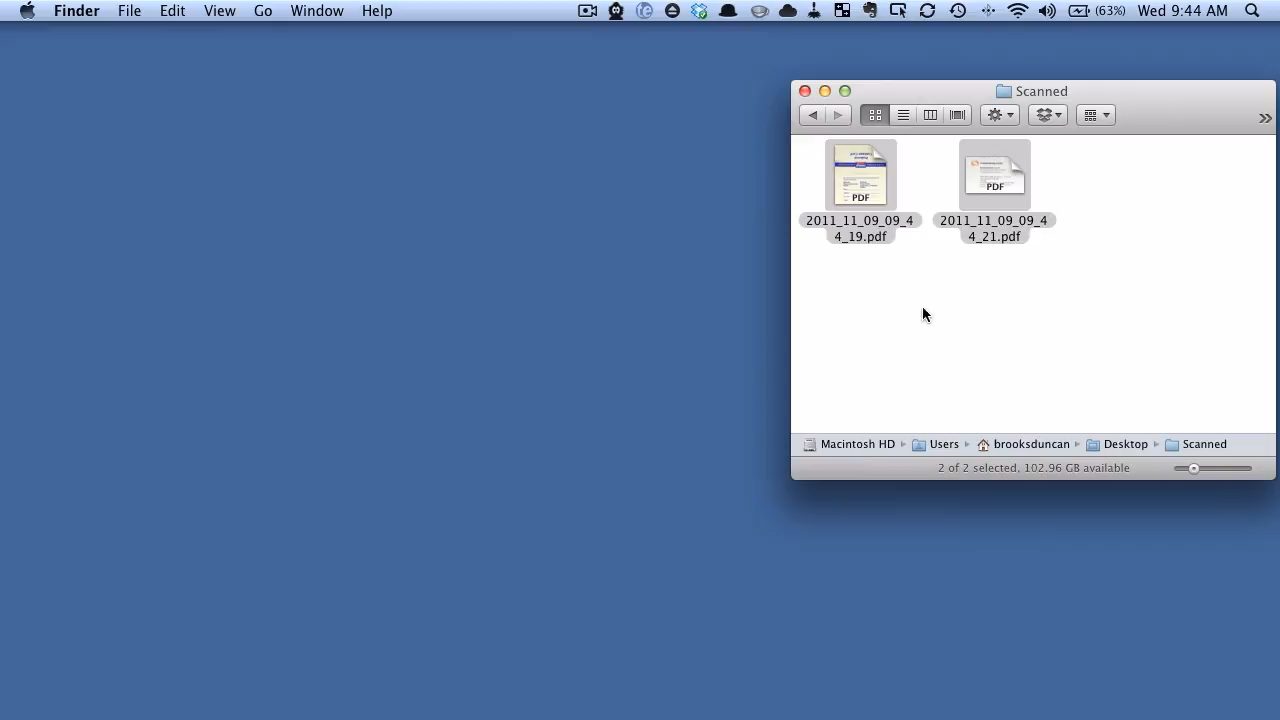 Finder File Edit View Go Window Help (63%) Wed 9:44 AM
Scanned
PDF PDF
2011_11_09_09_4 2011_11_09_09_4
4_19.pdf 4_21.pdf
Macintosh HD Users brooksduncan Desktop Scanned
2 of 2 selected, 102.96 GB available